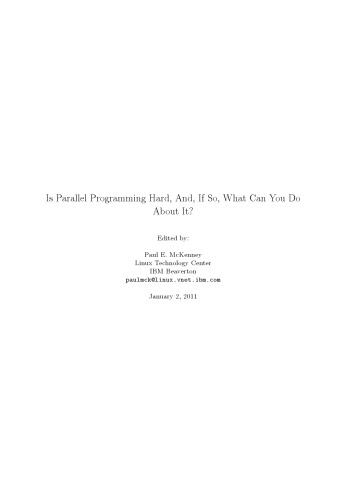 Is Parallel Programming Hard, And, If So, What Can You Do
About It?
Edited by:
Paul E. McKenney
Linux Technology Center
IBM Beaverton
paulmck@linux.vnet.ibm.com
January 2, 2011